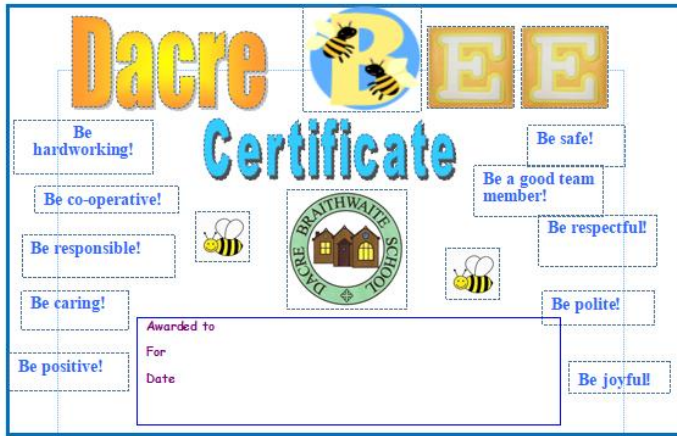 Dacre BEE
Certificate
Be
hardworking!
Be co-operative!
Be responsible!
Be caring!
Be positive!
Be safe!
Be a good team
member!
Be respectful!
Be polite!
Be joyful!
DACRE BRAITHWAITE SCHOOL
Awarded to
For
Date